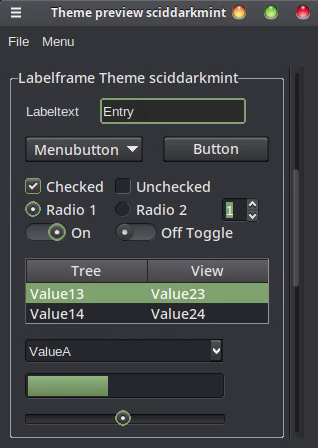 Theme preview sciddarkmint
File Menu
Labelframe Theme sciddarkmint
Labeltext Entry
Menubutton Button
Checked Unchecked
Radio 1 Radio 2 1
On Off Toggle
Tree View
Value13 Value23
Value14 Value24
ValueA